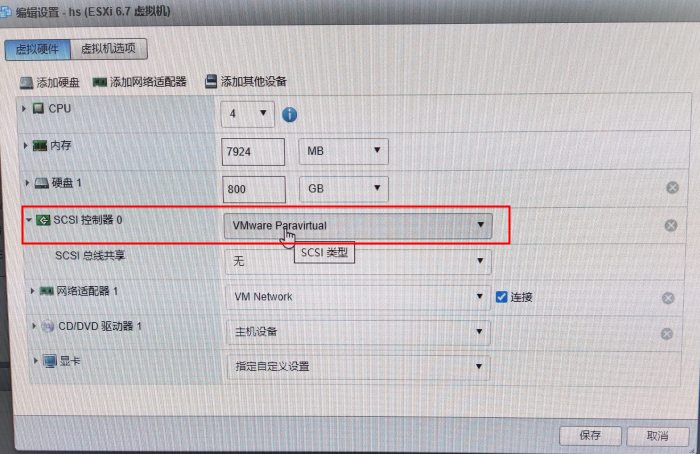 编辑设置 - hs (ESXi 6.7 虚拟机)
虚拟硬件 虚拟机选项
添加硬盘 添加网络适配器 添加其他设备
CPU 4
内存 7924 MB
硬盘 1 800 GB
SCSI 控制器 0 VMware Paravirtual
SCSI 类型
SCSI 总线共享 无
网络适配器 1 VM Network 连接
CD/DVD 驱动器 1 主机设备
显卡 指定自定义设置
保存 取消